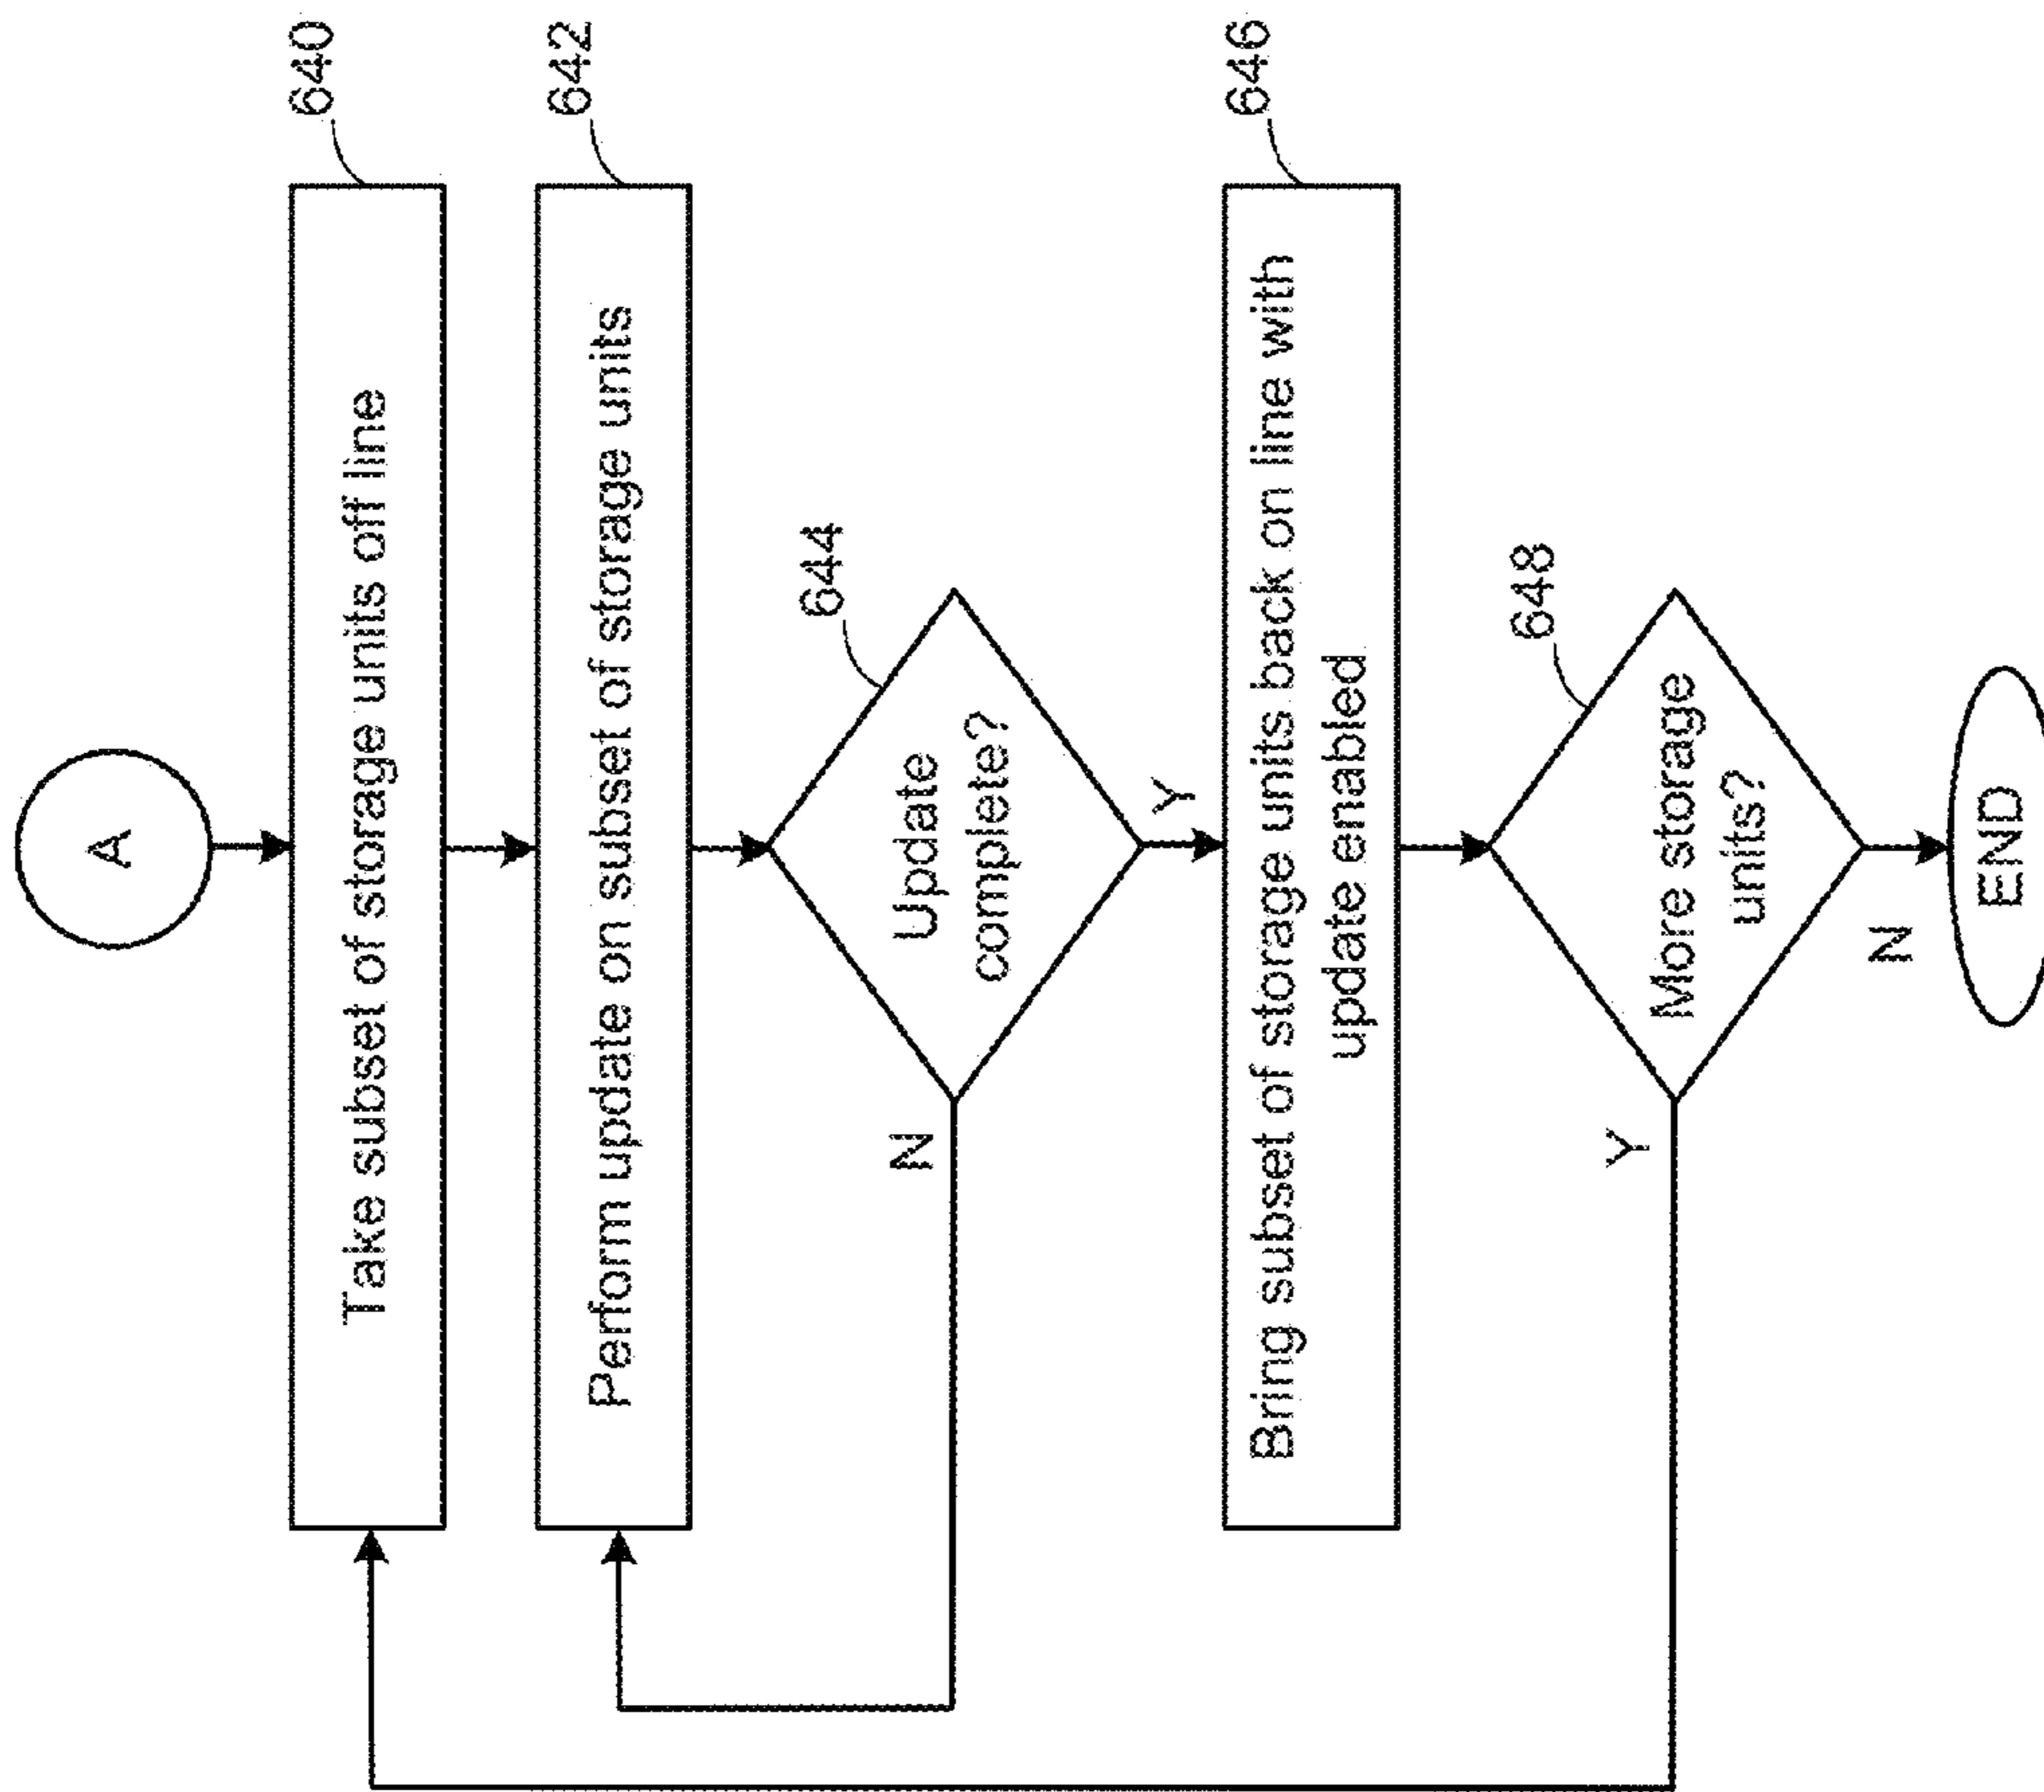 A
640
Take subset of storage units off line
642
Perform update on subset of storage units
644
Update
complete?
N
Y
646
Bring subset of storage units back on line with
update enabled
648
More storage
units?
Y
N
END